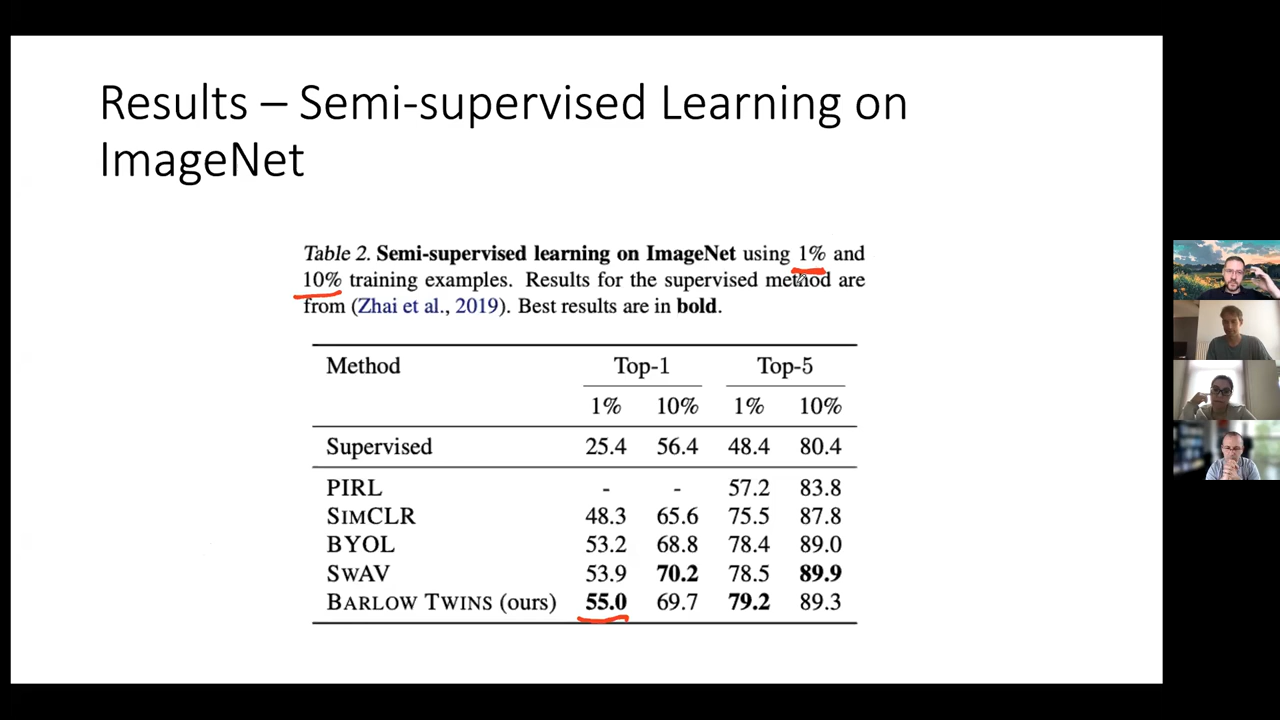 Results – Semi-supervised Learning on
ImageNet
Table 2. Semi-supervised learning on ImageNet using 1% and
10% training examples. Results for the supervised method are
from (Zhai et al., 2019). Best results are in bold.
Method Top-1 Top-5
1% 10% 1% 10%
Supervised 25.4 56.4 48.4 80.4
PIRL - - 57.2 83.8
SIMCLR 48.3 65.6 75.5 87.8
BYOL 53.2 68.8 78.4 89.0
SWAV 53.9 70.2 78.5 89.9
BARLOW TWINS (ours) 55.0 69.7 79.2 89.3